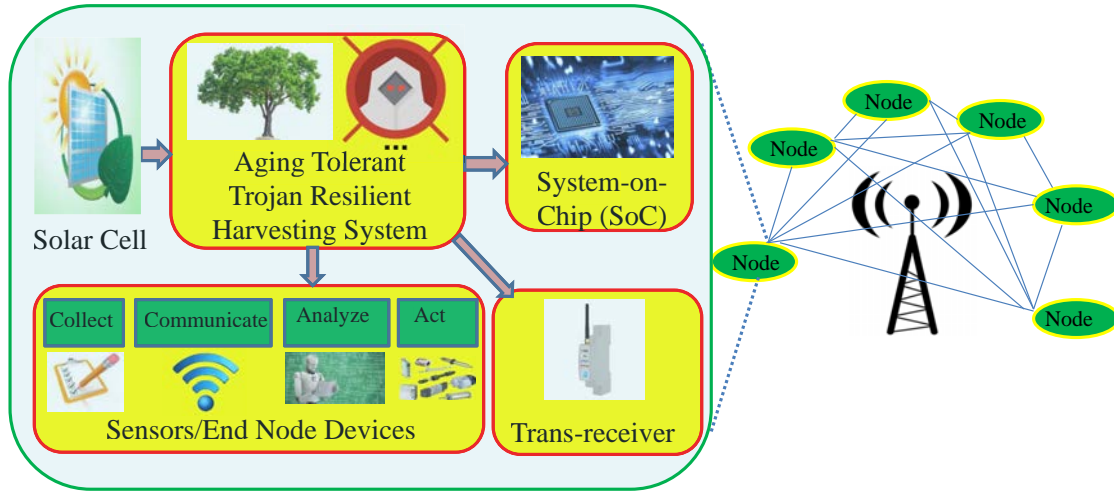 Solar Cell
...
Aging Tolerant
Trojan Resilient
Harvesting System
System-on-
Chip (SoC)
Collect
Communicate
Analyze
Act
Sensors/End Node Devices
Trans-receiver
Node
Node
Node
Node
Node
Node